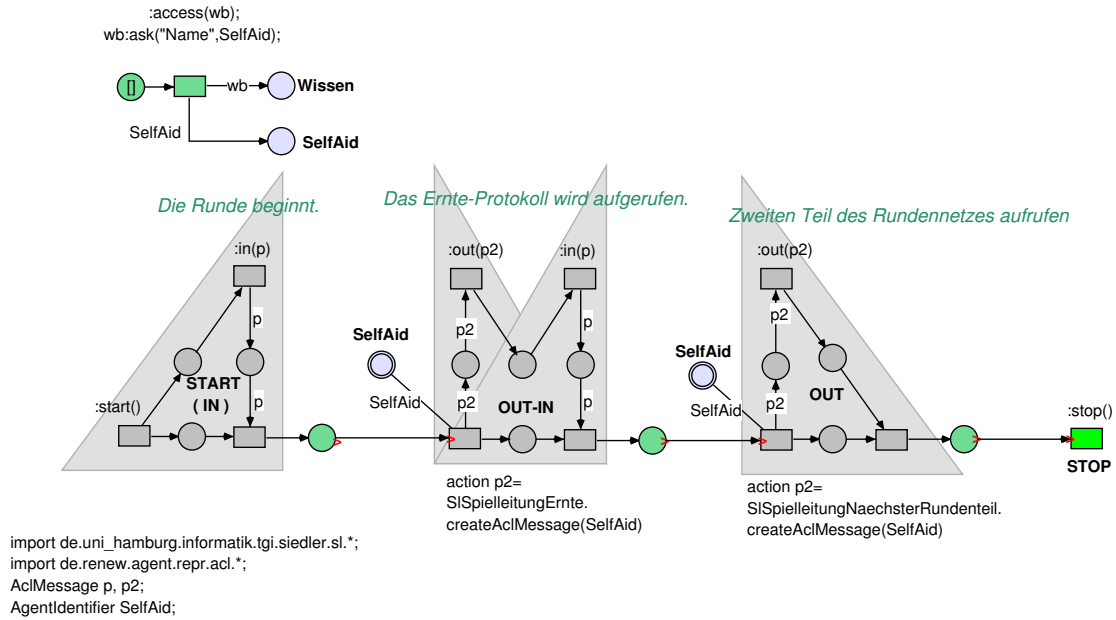 :access(wb);
wb:ask("Name",SelfAid);
[]
wb
Wissen
SelfAid
SelfAid
Die Runde beginnt.
Das Ernte-Protokoll wird aufgerufen.
Zweiten Teil des Rundennetzes aufrufen
:in(p)
p
START
( IN )
p
:start()
:out(p2)
:in(p)
p2
p
SelfAid
SelfAid
p2
OUT-IN
p
action p2=
SlSpielleitungErnte.
createAclMessage(SelfAid)
:out(p2)
p2
SelfAid
SelfAid
p2
OUT
action p2=
SlSpielleitungNaechsterRundenteil.
createAclMessage(SelfAid)
:stop()
STOP
import de.uni_hamburg.informatik.tgi.siedler.sl.*;
import de.renew.agent.repr.acl.*;
AclMessage p, p2;
AgentIdentifier SelfAid;